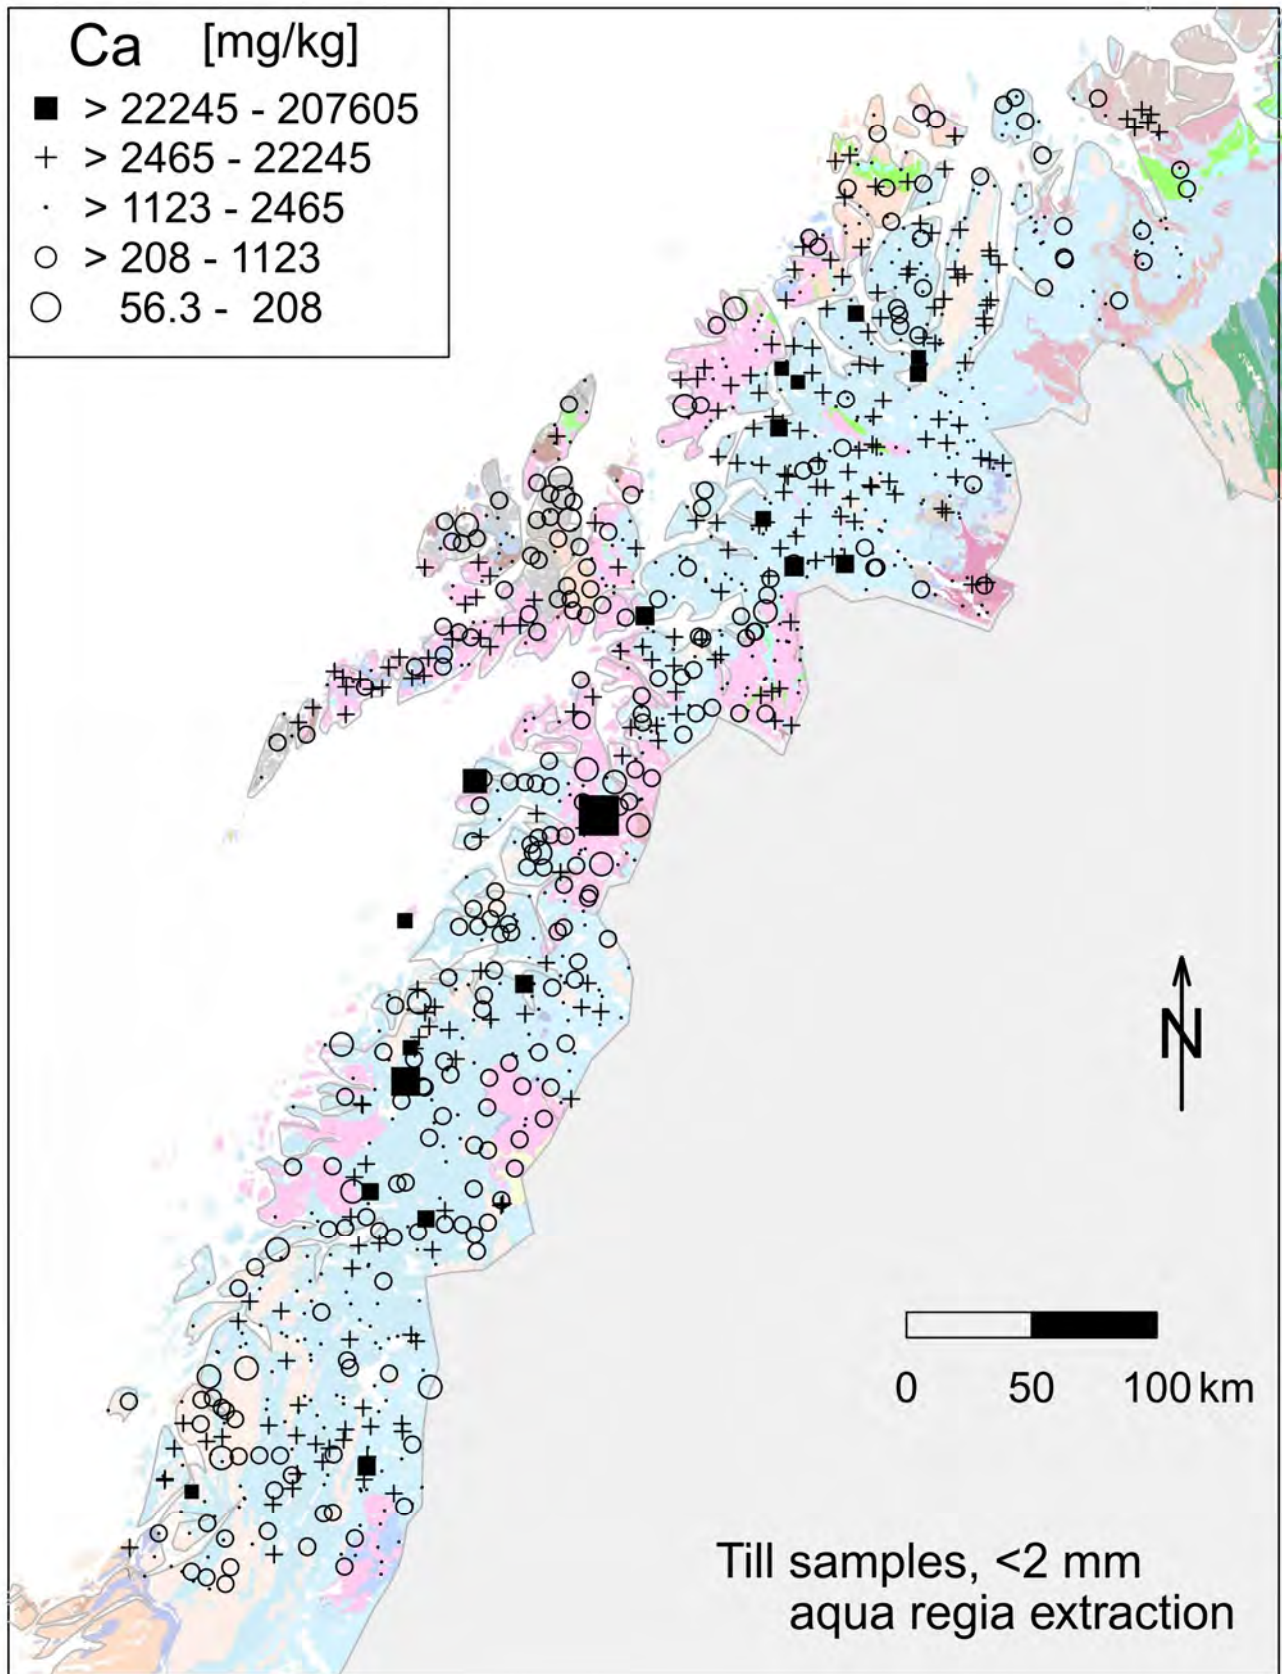 Ca [mg/kg]
> 22245 - 207605
> 2465 - 22245
> 1123 - 2465
> 208 - 1123
56.3 - 208
N
0 50 100 km
Till samples, <2 mm
aqua regia extraction